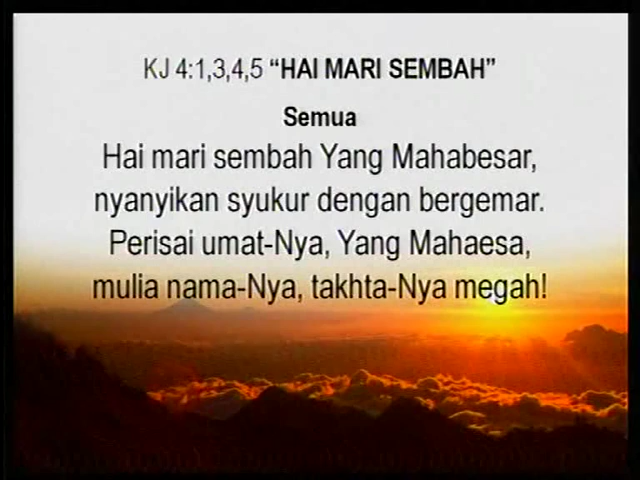 KJ 4:1,3,4,5 “HAI MARI SEMBAH”
Semua
Hai mari sembah Yang Mahabesar,
nyanyikan syukur dengan bergemar.
Perisai umat-Nya, Yang Mahaesa,
mulia nama-Nya, takhta-Nya megah!